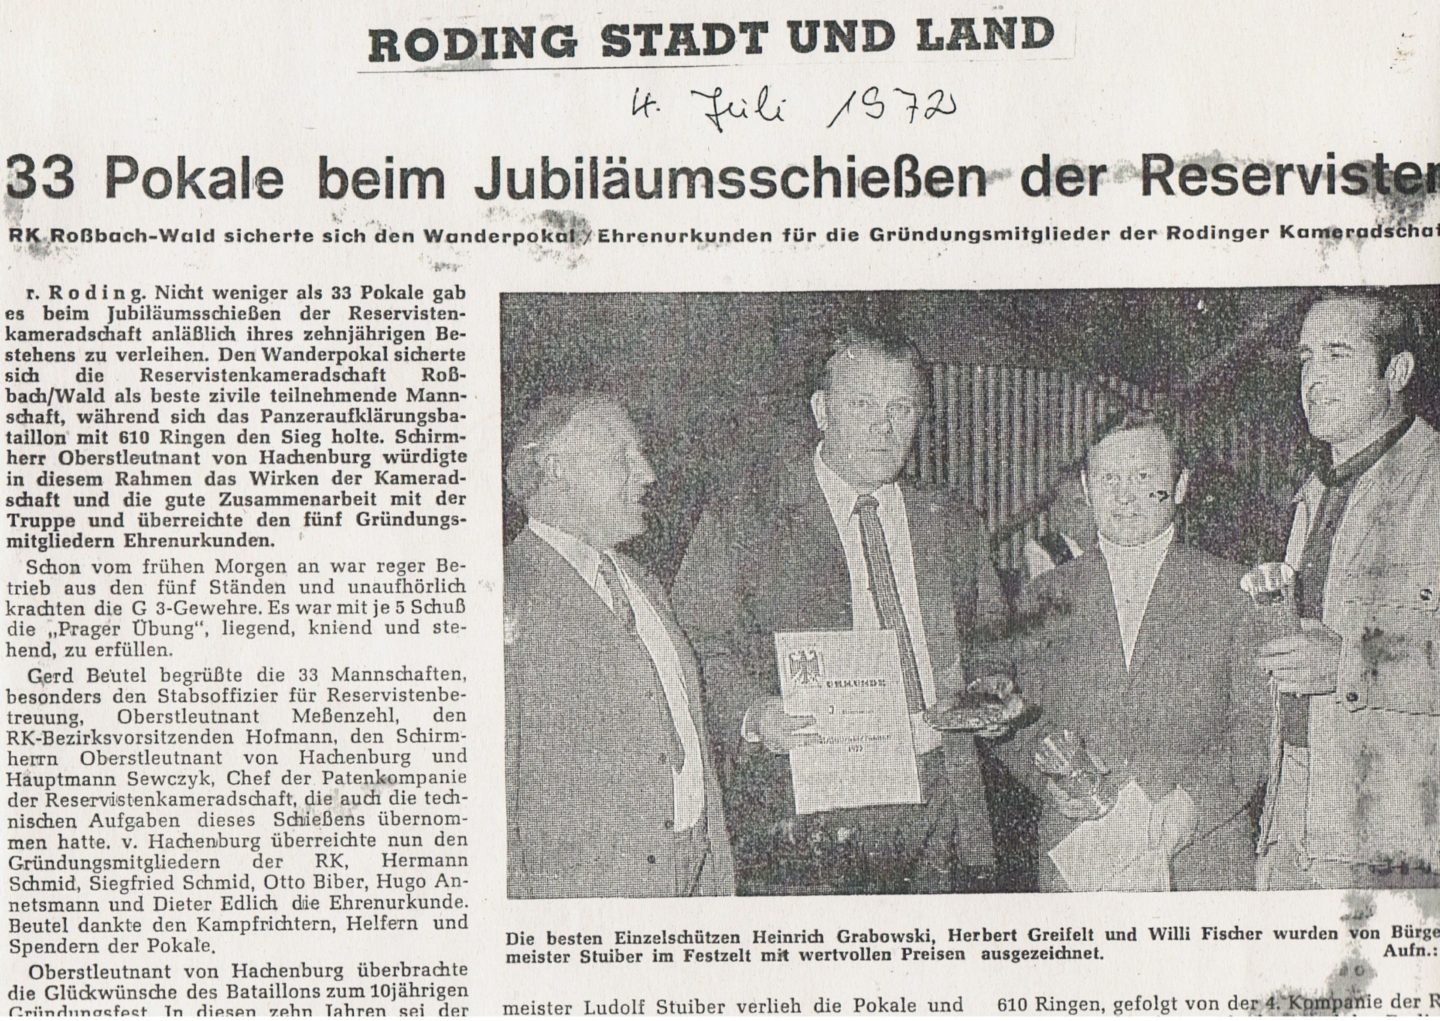 RODING STADT UND LAND
4. Juli 1972
33 Pokale beim Jubiläumsschießen der Reservisten
RK Roßbach-Wald sicherte sich den Wanderpokal / Ehrenurkunden für die Gründungsmitglieder der Rodinger Kameradschaf
r. Roding. Nicht weniger als 33 Pokale gab
es beim Jubiläumsschießen der Reservisten-
kameradschaft anläßlich ihres zehnjährigen Be-
stehens zu verleihen. Den Wanderpokal sicherte
sich die Reservistenkameradschaft Roß-
bach/Wald als beste zivile teilnehmende Mann-
schaft, während sich das Panzeraufklärungsba-
taillon mit 610 Ringen den Sieg holte. Schirm-
herr Oberstleutnant von Hachenburg würdigte
in diesem Rahmen das Wirken der Kamerad-
schaft und die gute Zusammenarbeit mit der
Truppe und überreichte den fünf Gründungs-
mitgliedern Ehrenurkunden.
Schon vom frühen Morgen an war reger Be-
trieb aus den fünf Ständen und unaufhörlich
krachten die G 3-Gewehre. Es war mit je 5 Schuß
die „Prager Übung“, liegend, kniend und ste-
hend, zu erfüllen.
Gerd Beutel begrüßte die 33 Mannschaften,
besonders den Stabsoffizier für Reservistenbe-
treuung, Oberstleutnant Meßenzehl, den
RK-Bezirksvorsitzenden Hofmann, den Schirm-
herrn Oberstleutnant von Hachenburg und
Hauptmann Sewczyk, Chef der Patenkompanie
der Reservistenkameradschaft, die auch die tech-
nischen Aufgaben dieses Schießens übernom-
men hatte. v. Hachenburg überreichte nun den
Gründungsmitgliedern der RK, Hermann
Schmid, Siegfried Schmid, Otto Biber, Hugo An-
netsmann und Dieter Edlich die Ehrenurkunde.
Beutel dankte den Kampfrichtern, Helfern und
Spendern der Pokale.
Oberstleutnant von Hachenburg überbrachte
die Glückwünsche des Bataillons zum 10jährigen
Gründungsfest. In diesen zehn Jahren sei der
URKUNDE
1972
Die besten Einzelschützen Heinrich Grabowski, Herbert Greifelt und Willi Fischer wurden von Bürge
meister Stuiber im Festzelt mit wertvollen Preisen ausgezeichnet. Aufn.:
meister Ludolf Stuiber verlieh die Pokale und
610 Ringen, gefolgt von der 4. Kompanie der R